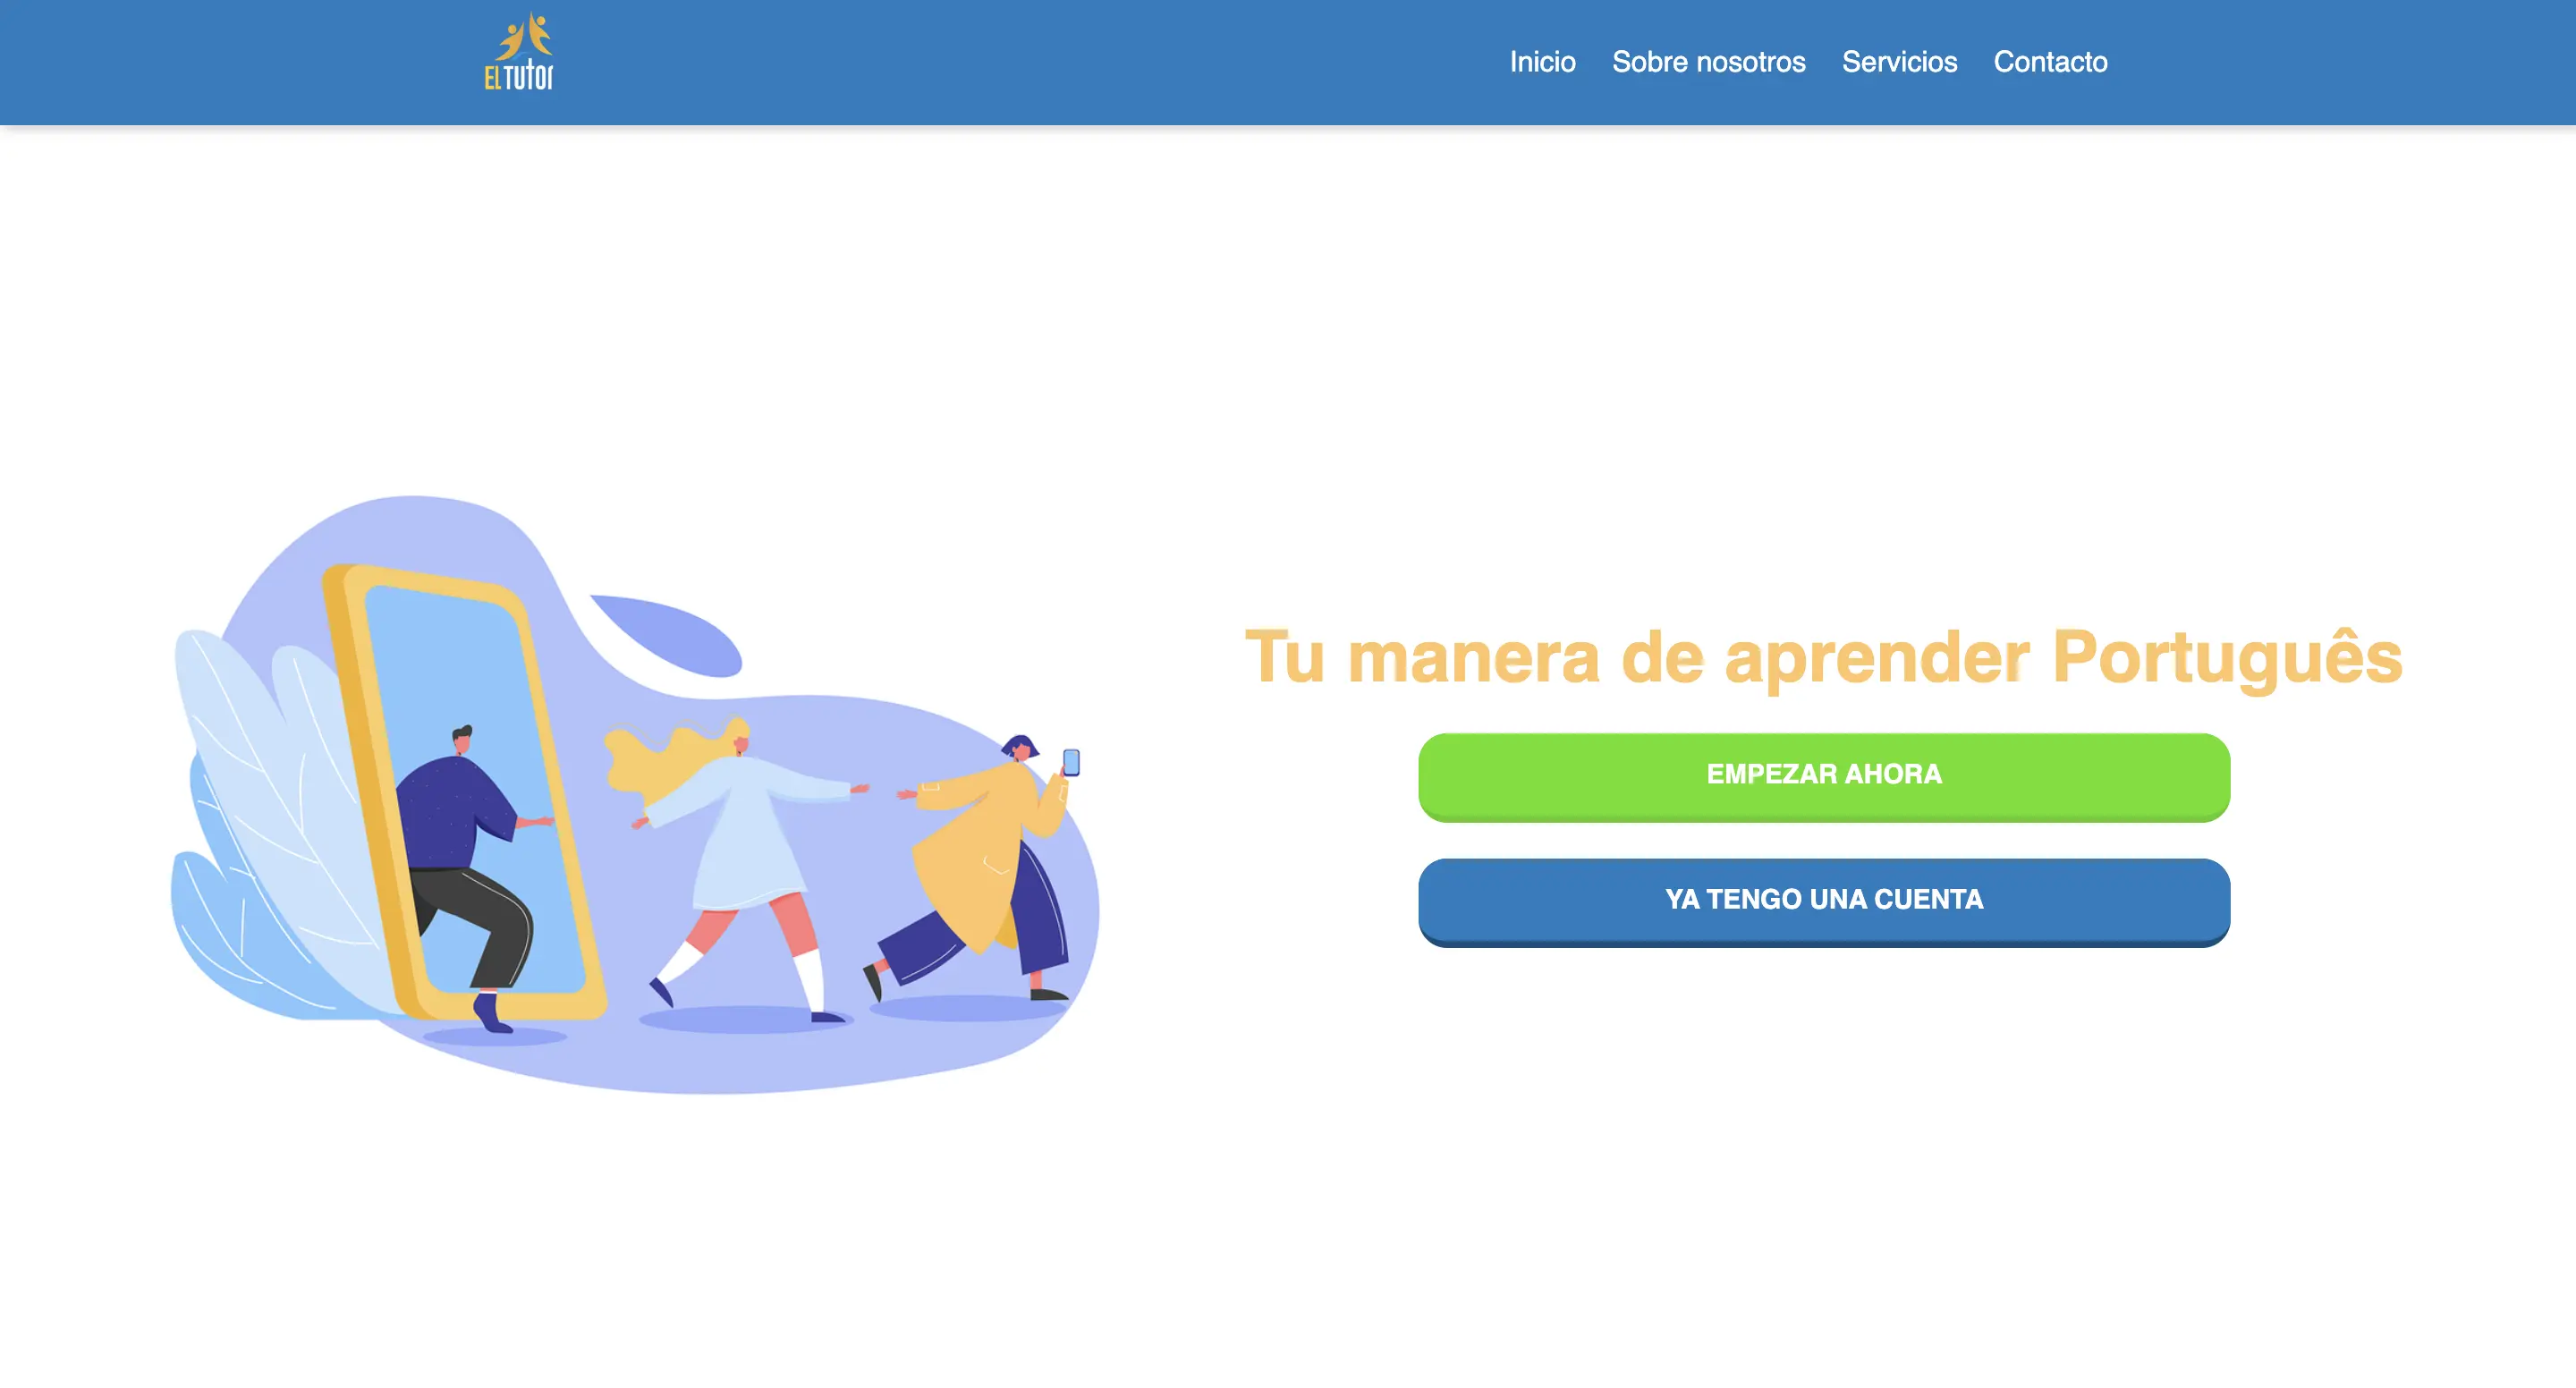 EL TUTOR
Inicio Sobre nosotros Servicios Contacto
Tu manera de aprender Português
EMPEZAR AHORA
YA TENGO UNA CUENTA